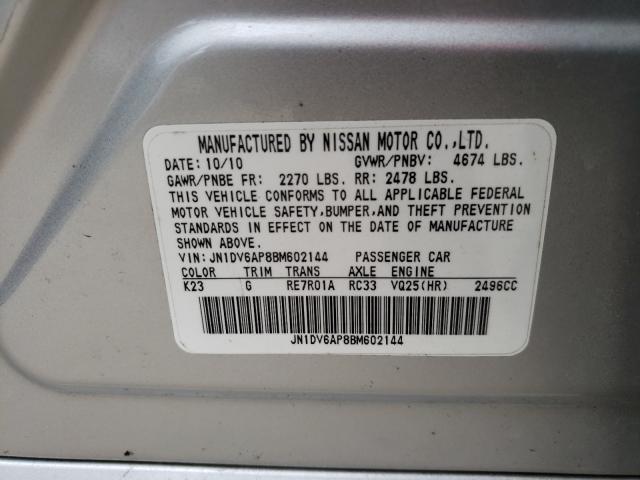 MANUFACTURED BY NISSAN MOTOR CO.,LTD.
DATE: 10/10 GVWR/PNBV: 4674 LBS.
GAWR/PNBE FR: 2270 LBS. RR: 2478 LBS.
THIS VEHICLE CONFORMS TO ALL APPLICABLE FEDERAL
MOTOR VEHICLE SAFETY,BUMPER,AND THEFT PREVENTION
STANDARDS IN EFFECT ON THE DATE OF MANUFACTURE
SHOWN ABOVE.
VIN: JN1DV6AP8BM602144 PASSENGER CAR
COLOR TRIM TRANS AXLE ENGINE
K23 G RE7R01A RC33 VQ25(HR) 2496CC
JN1DV6AP8BM602144